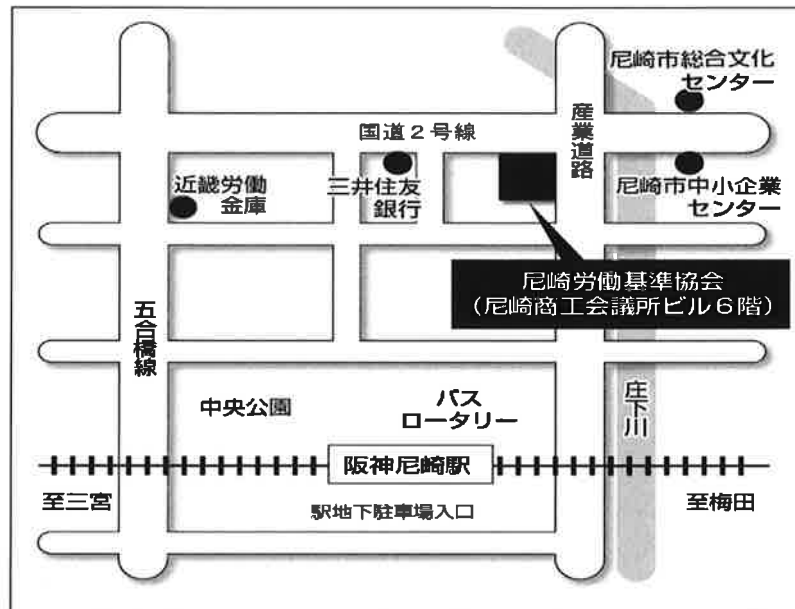 尼崎市総合文化
センター
国道2号線
産業道路
近畿労働
金庫
三井住友
銀行
尼崎市中小企業
センター
尼崎労働基準協会
(尼崎商工会議所ビル6階)
五合橋線
中央公園
バス
ロータリー
庄下川
阪神尼崎駅
至三宮
駅地下駐車場入口
至梅田